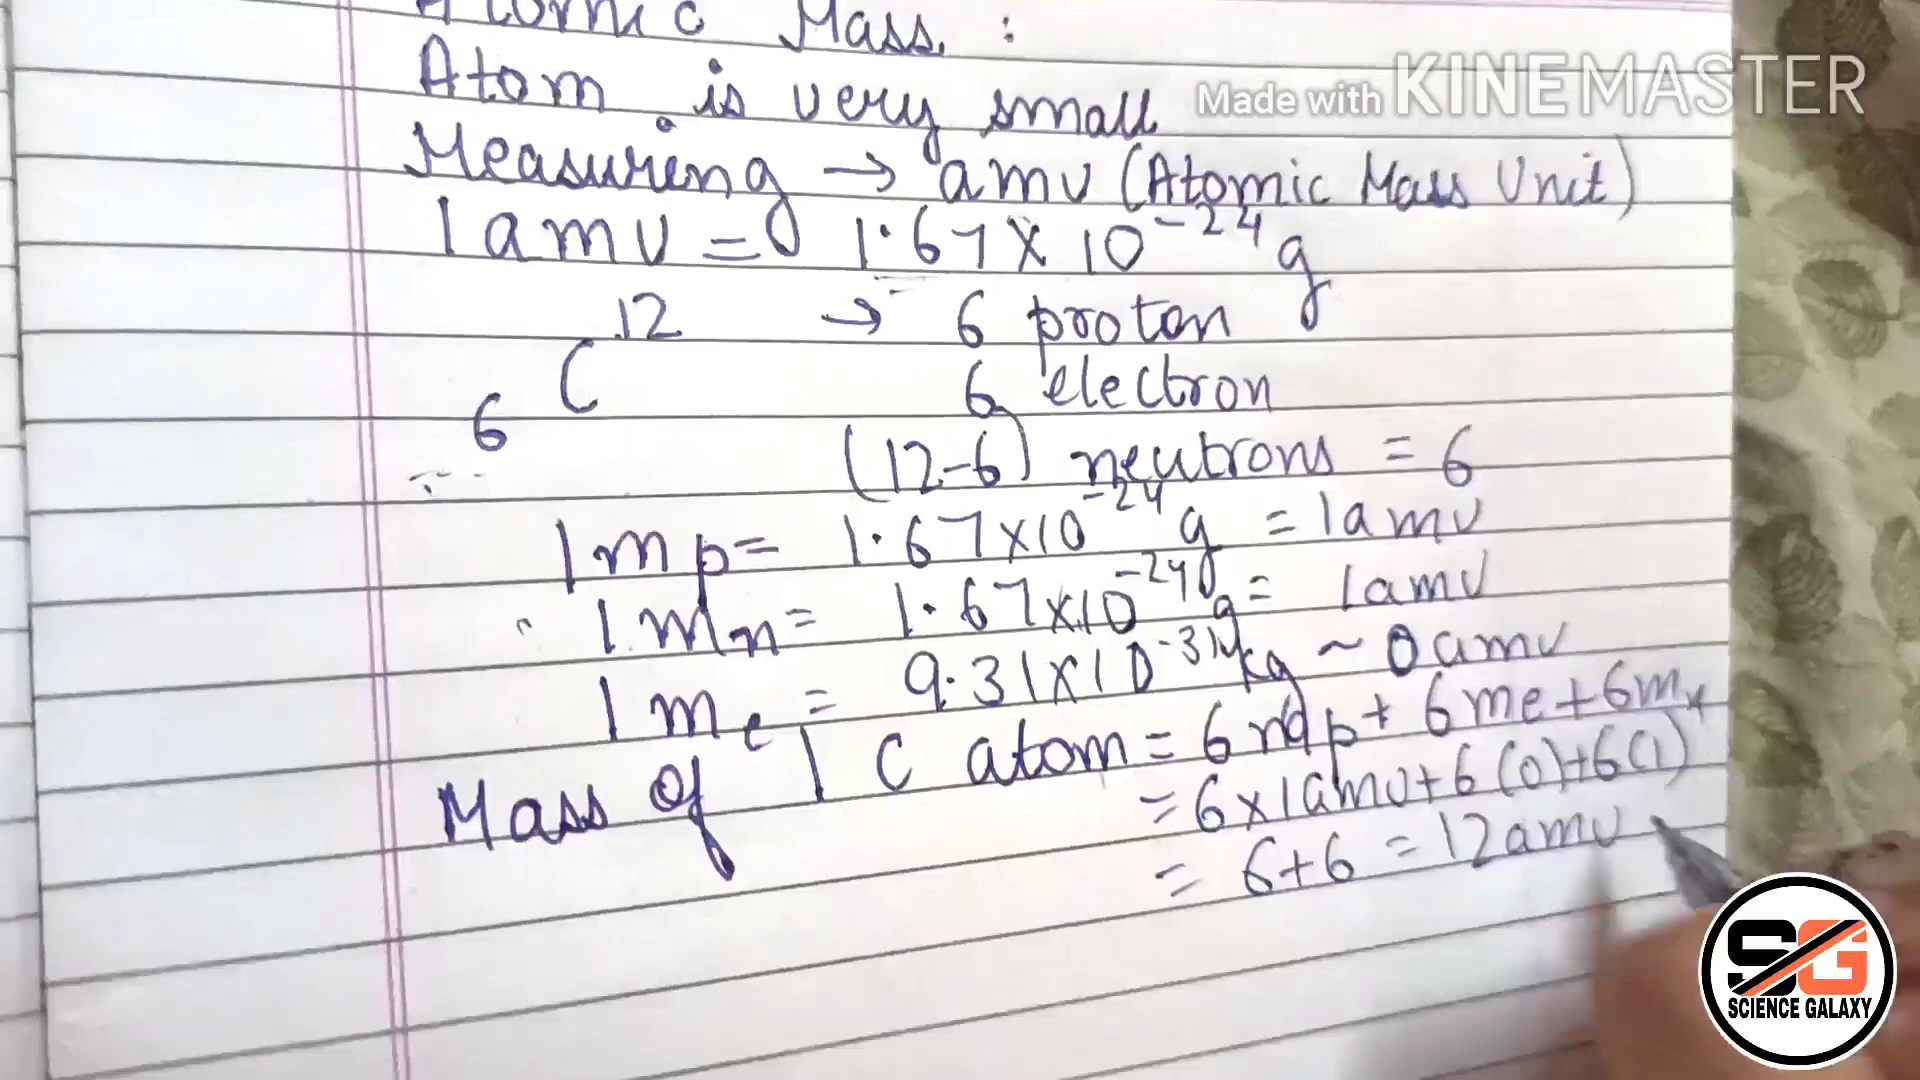 Atomic Mass :
Made with KINEMASTER
Atom is very small
Measuring → amu (Atomic Mass Unit)
1 amu = 1.67 × 10⁻²⁴ g
₆C¹² → 6 proton
6 electron
(12-6) neutrons = 6
1 mp = 1.67×10⁻²⁴ g = 1 amu
1 mn = 1.67×10⁻²⁴ g = 1 amu
1 me = 9.31×10⁻³¹ kg ~ 0 amu
Mass of 1 C atom = 6 mp + 6 me + 6 mn
= 6 × 1 amu + 6 (0) + 6 (1)
= 6 + 6 = 12 amu
SG
SCIENCE GALAXY